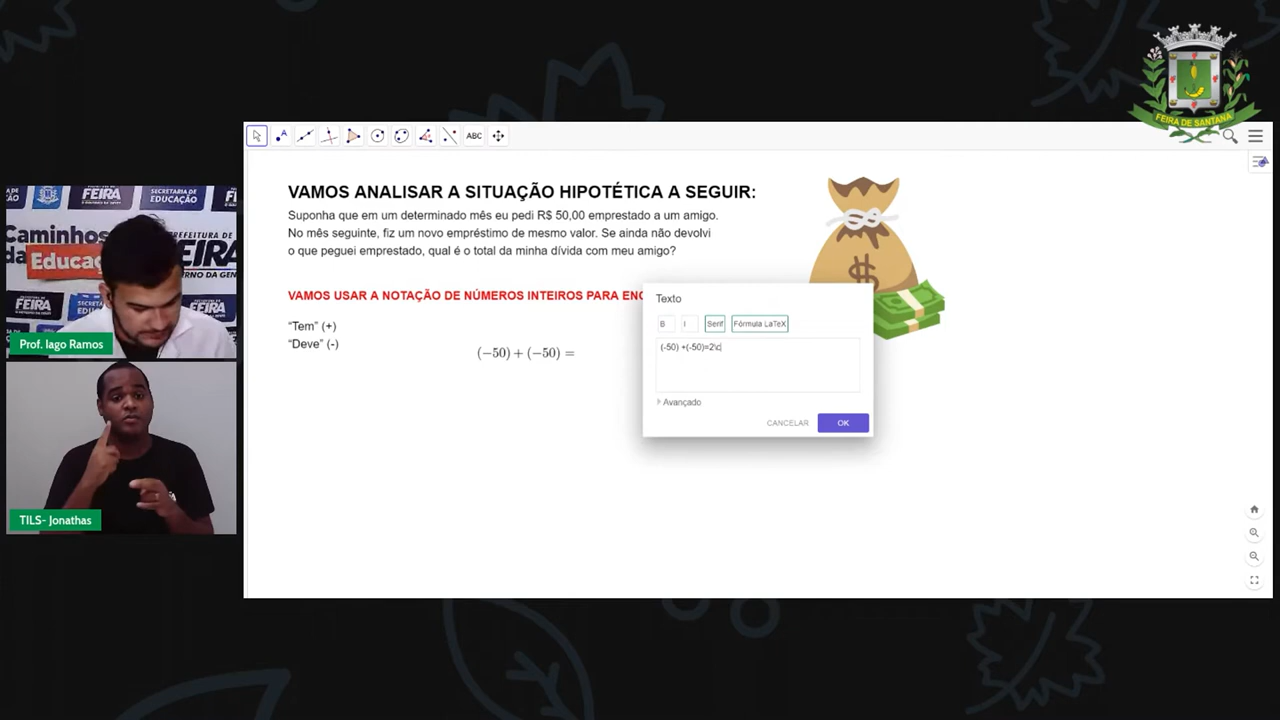 FEIRA DE SANTANA
ABC
VAMOS ANALISAR A SITUAÇÃO HIPOTÉTICA A SEGUIR:
Suponha que em um determinado mês eu pedi R$ 50,00 emprestado a um amigo.
No mês seguinte, fiz um novo empréstimo de mesmo valor. Se ainda não devolvi
o que peguei emprestado, qual é o total da minha dívida com meu amigo?
VAMOS USAR A NOTAÇÃO DE NÚMEROS INTEIROS PARA
“Tem” (+)
“Deve” (-)
(−50) + (−50) =
Texto
B I Serif Fórmula LaTeX
(-50) +(-50)=2\c
Avançado
CANCELAR OK
$
PREFEITURA DE
FEIRA
SECRETARIA DE
EDUCAÇÃO
Caminhos
da
Educa
Prof. Iago Ramos
TILS- Jonathas